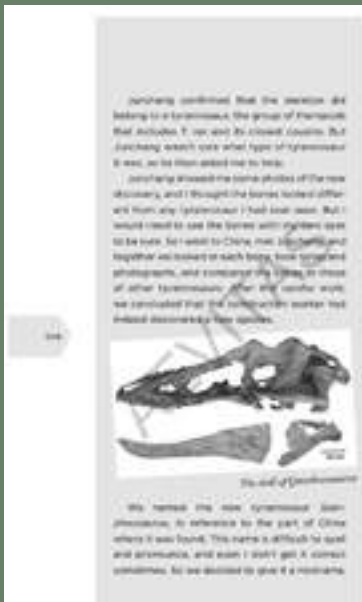 Junchang confirmed that the skeleton did
belong to a tyrannosaur, the group of theropods
that includes T. rex and its closest cousins. But
Junchang wasn't sure what type of tyrannosaur
it was, so he then asked me to help.
Junchang showed me some photos of the new
discovery, and I thought the bones looked differ-
ent from any tyrannosaur I had ever seen. But I
would need to see the bones with my own eyes
to be sure. So I went to China, met Junchang, and
together we looked at each bone, took
photographs, and compared the bones to those
of other tyrannosaurs. After this careful work,
we concluded that the construction worker had
indeed discovered a new species.
The skull of Qianzhousaurus
We named the new tyrannosaur Qian-
zhousaurus, in reference to the part of China
where it was found. This name is difficult to spell
and pronounce, and even I don't get it correct
sometimes. So we decided to give it a nickname,